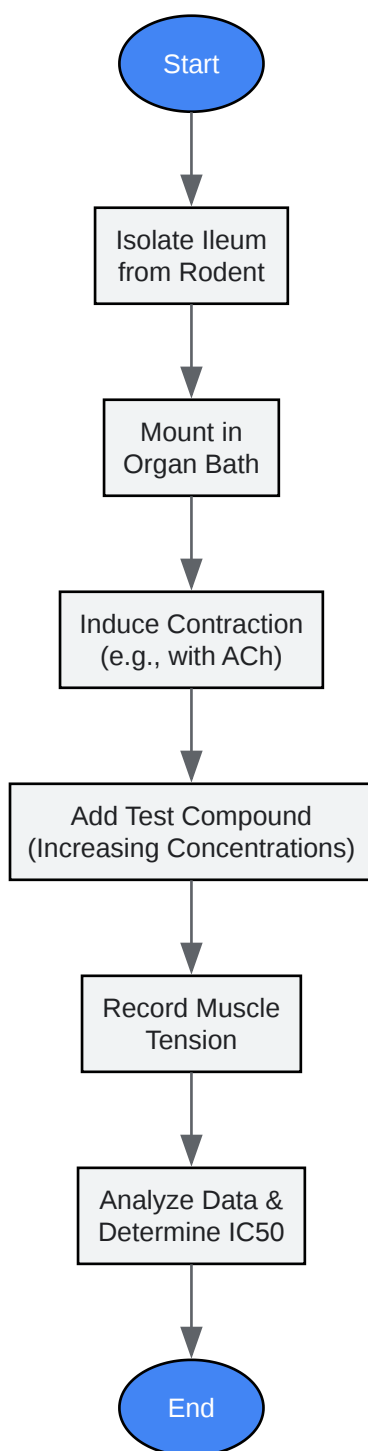 Start
Isolate Ileum
from Rodent
Mount in
Organ Bath
Induce Contraction
(e.g., with ACh)
Add Test Compound
(Increasing Concentrations)
Record Muscle
Tension
Analyze Data &
Determine IC50
End